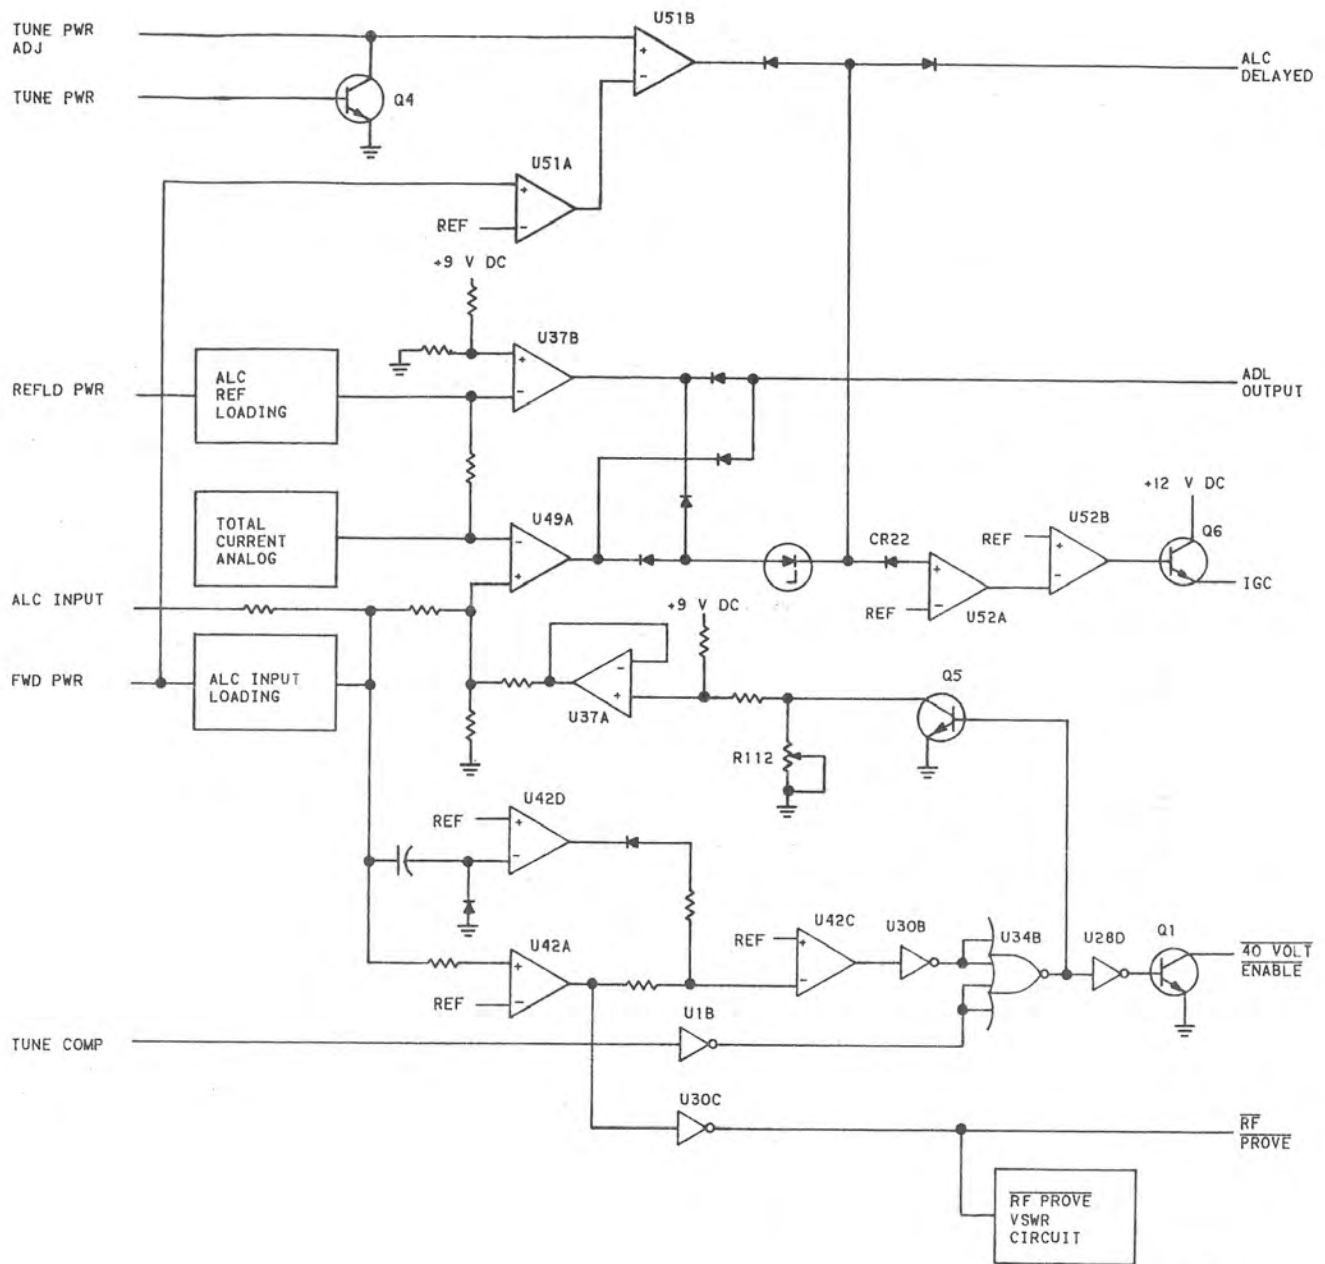 TUNE PWR
ADJ
TUNE PWR
Q4
U51B
+
-
ALC
DELAYED
U51A
+
REF
-
+9 V DC
U37B
+
-
ALC
REF
LOADING
REFLD PWR
ADL
OUTPUT
TOTAL
CURRENT
ANALOG
U49A
-
+
+12 V DC
CR22
U52B
REF
+
-
Q6
IGC
+
REF
-
U52A
ALC INPUT
FWD PWR
ALC INPUT
LOADING
+9 V DC
-
+
U37A
Q5
R112
U42D
REF
+
-
U42A
+
REF
-
U42C
REF
+
-
U30B
U34B
U28D
Q1
40 VOLT
ENABLE
TUNE COMP
U1B
U30C
RF
PROVE
RF PROVE
VSWR
CIRCUIT